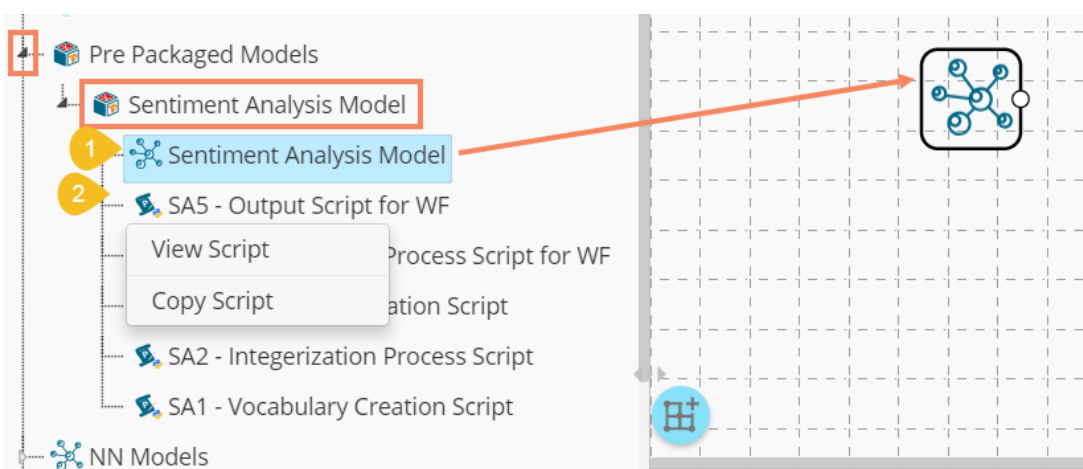 Pre Packaged Models
Sentiment Analysis Model
1
Sentiment Analysis Model
2
SA5 - Output Script for WF
View Script
Process Script for WF
Copy Script
ation Script
SA2 - Integerization Process Script
SA1 - Vocabulary Creation Script
NN Models